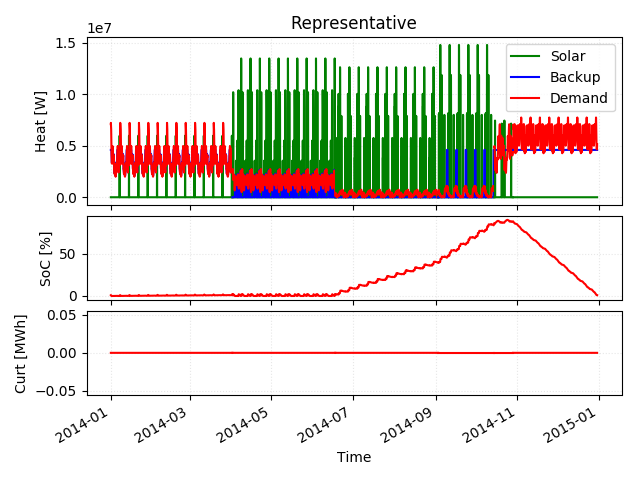 Representative
1e7
1.5
1.0
0.5
0.0
Heat [W]
Solar
Backup
Demand
50
0
SoC [%]
0.05
0.00
−0.05
Curt [MWh]
2014-01
2014-03
2014-05
2014-07
2014-09
2014-11
2015-01
Time